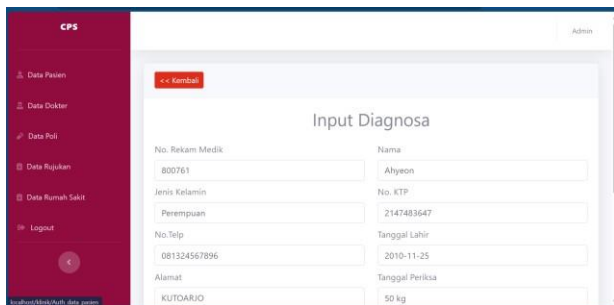 CPS
Admin
Data Pasien
Data Dokter
Data Poli
Data Rujukan
Data Rumah Sakit
Logout
<< Kembali
Input Diagnosa
No. Rekam Medik
Nama
800761
Ahyeon
Jenis Kelamin
No. KTP
Perempuan
2147483647
No.Telp
Tanggal Lahir
081324567896
2010-11-25
Alamat
Tanggal Periksa
KUTOARJO
50 kg
localhost/klinik/Auth data pasien